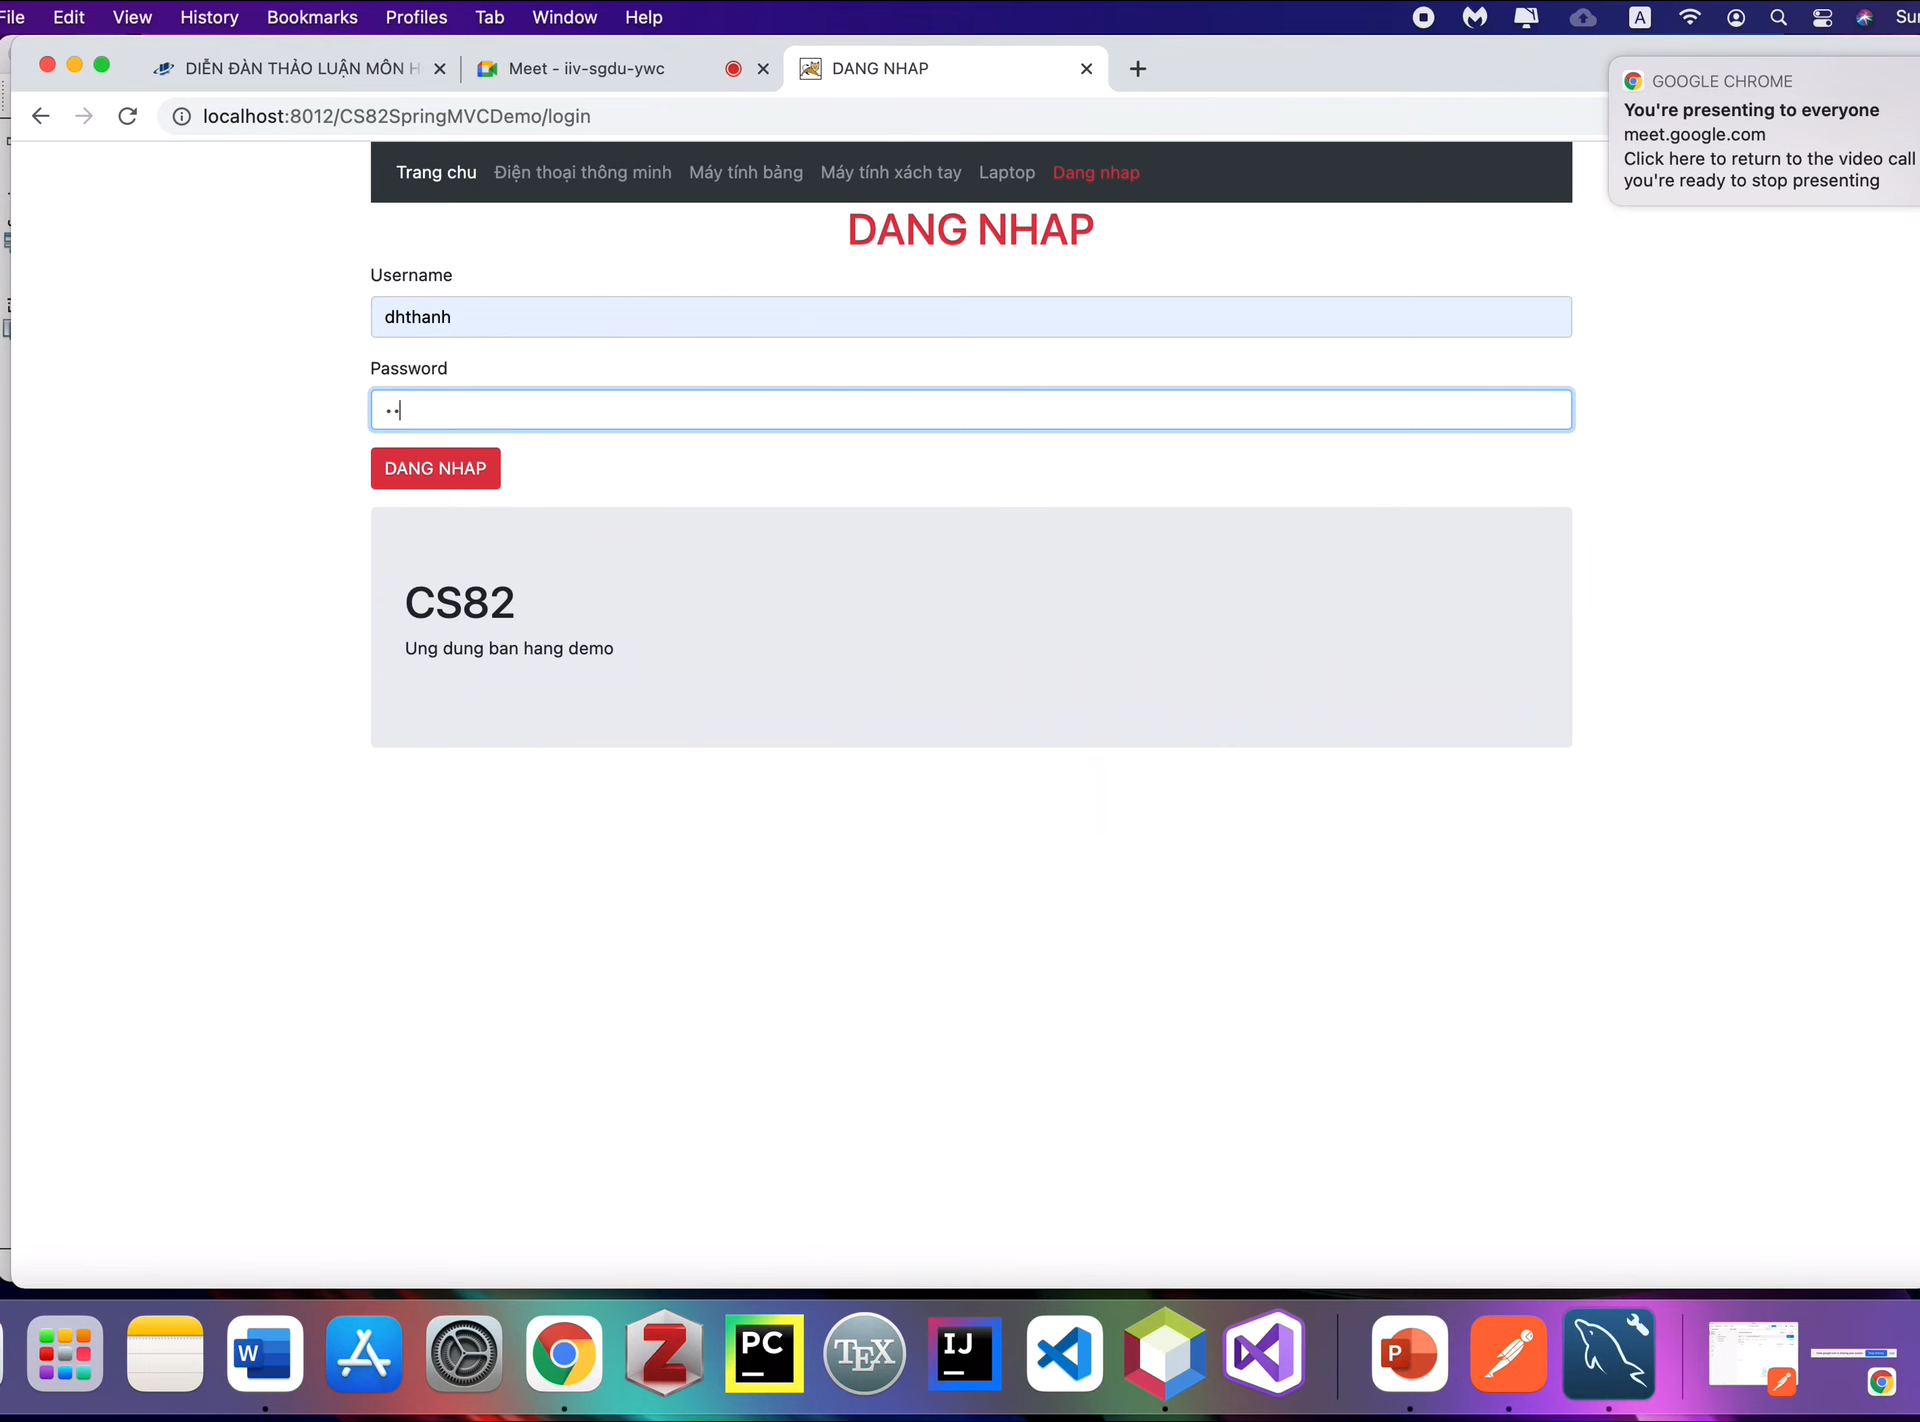 File Edit View History Bookmarks Profiles Tab Window Help
DIỄN ĐÀN THẢO LUẬN MÔN H
Meet - iiv-sgdu-ywc
DANG NHAP
localhost:8012/CS82SpringMVCDemo/login
GOOGLE CHROME
You're presenting to everyone
meet.google.com
Click here to return to the video call
you're ready to stop presenting
Trang chu Điện thoại thông minh Máy tính bảng Máy tính xách tay Laptop Dang nhap
DANG NHAP
Username
dhthanh
Password
DANG NHAP
CS82
Ung dung ban hang demo